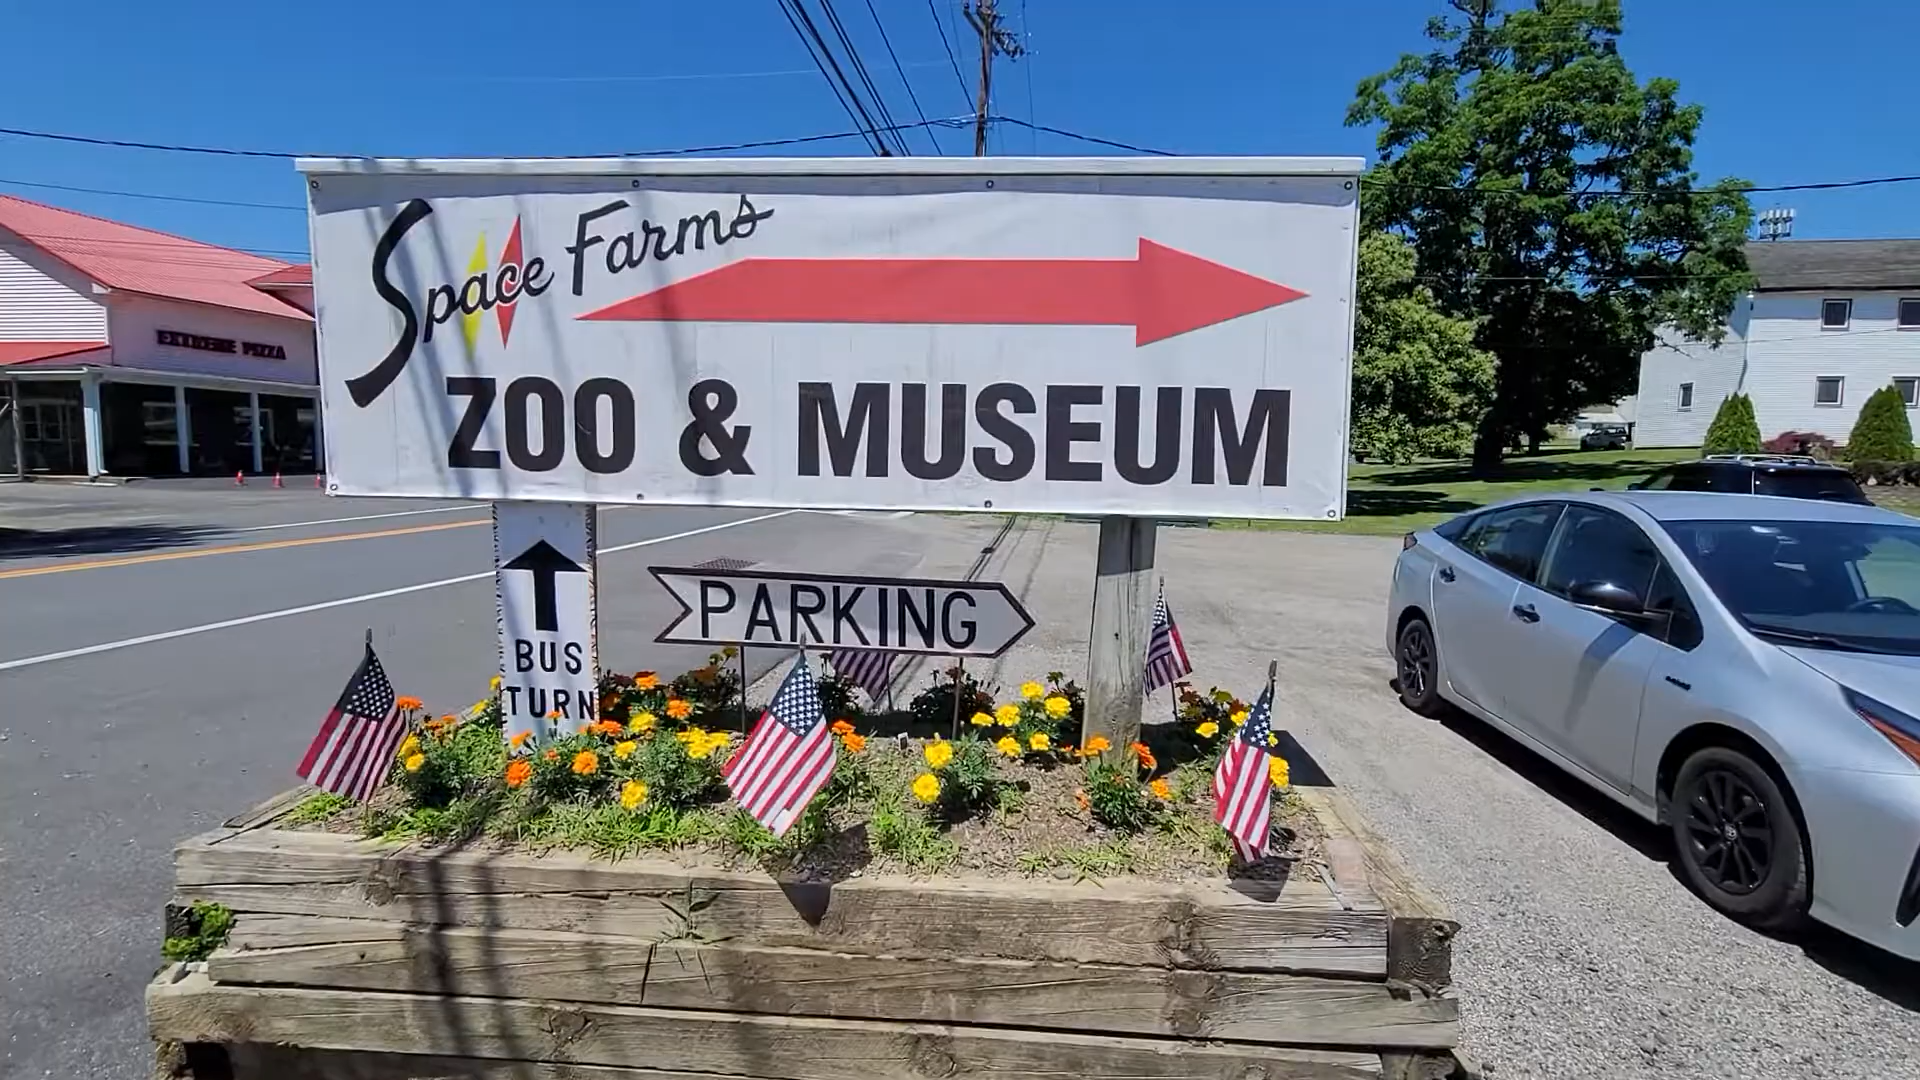 EXTREME PIZZA
Space Farms
ZOO & MUSEUM
PARKING
BUS
TURN